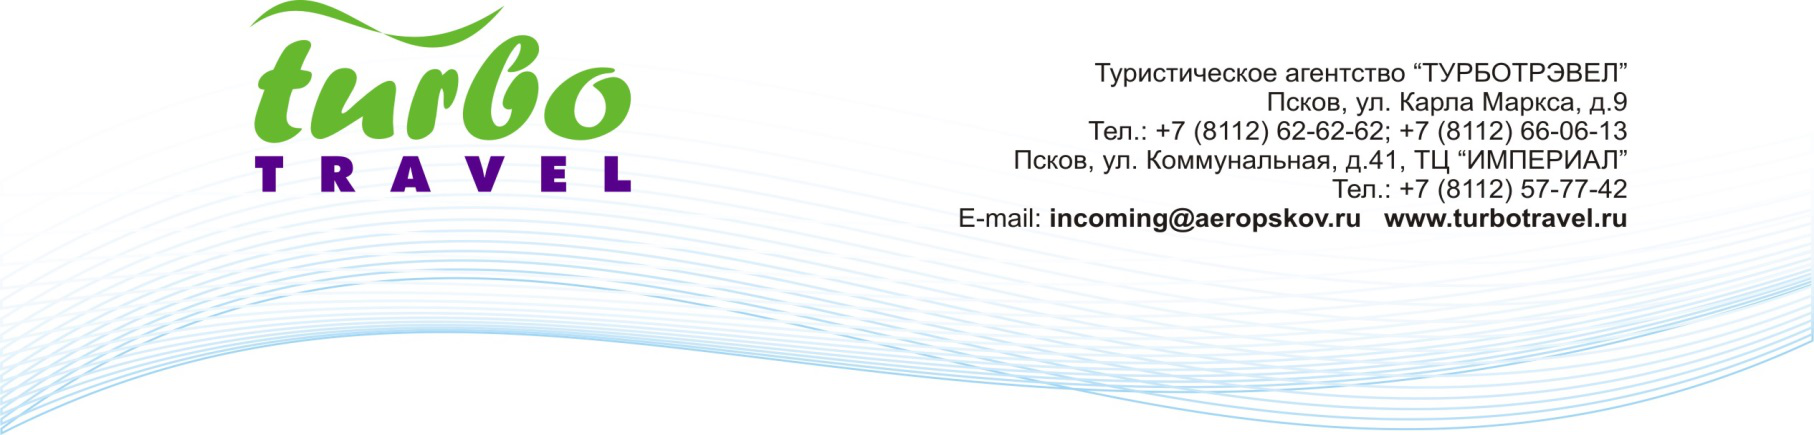 turbo
TRAVEL
Туристическое агентство “ТУРБОТРЭВЕЛ”
Псков, ул. Карла Маркса, д.9
Тел.: +7 (8112) 62-62-62; +7 (8112) 66-06-13
Псков, ул. Коммунальная, д.41, ТЦ “ИМПЕРИАЛ”
Тел.: +7 (8112) 57-77-42
E-mail: incoming@aeropskov.ru www.turbotravel.ru